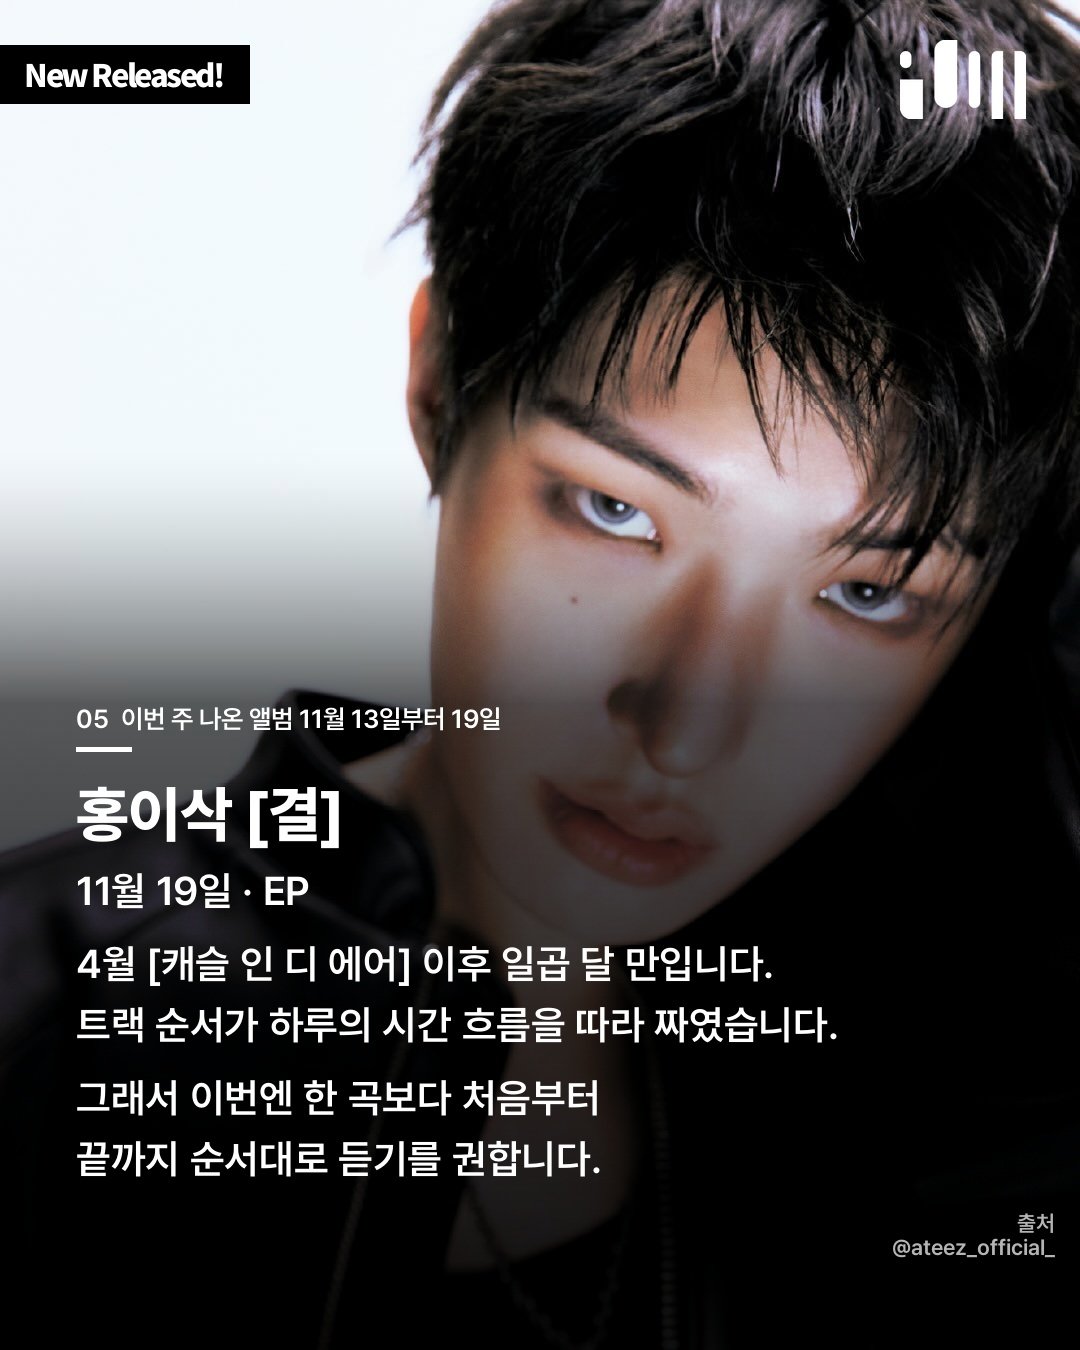 New Released!
05 이번 주 나온 앨범 11월 13일부터 19일
홍이삭 [결]
11월 19일 · EP
4월 [캐슬 인 디 에어] 이후 일곱 달 만입니다.
트랙 순서가 하루의 시간 흐름을 따라 짜였습니다.
그래서 이번엔 한 곡보다 처음부터
끝까지 순서대로 듣기를 권합니다.
출처
@ateez_official_